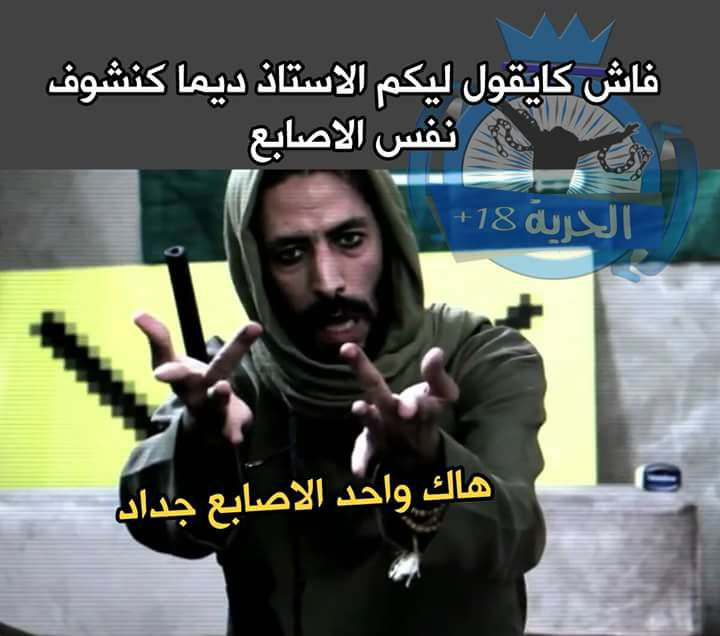 فاش كايقول ليكم الاستاذ ديما كنشوف
نفس الاصابع
الحرية 18+
هاك واحد الاصابع جداد